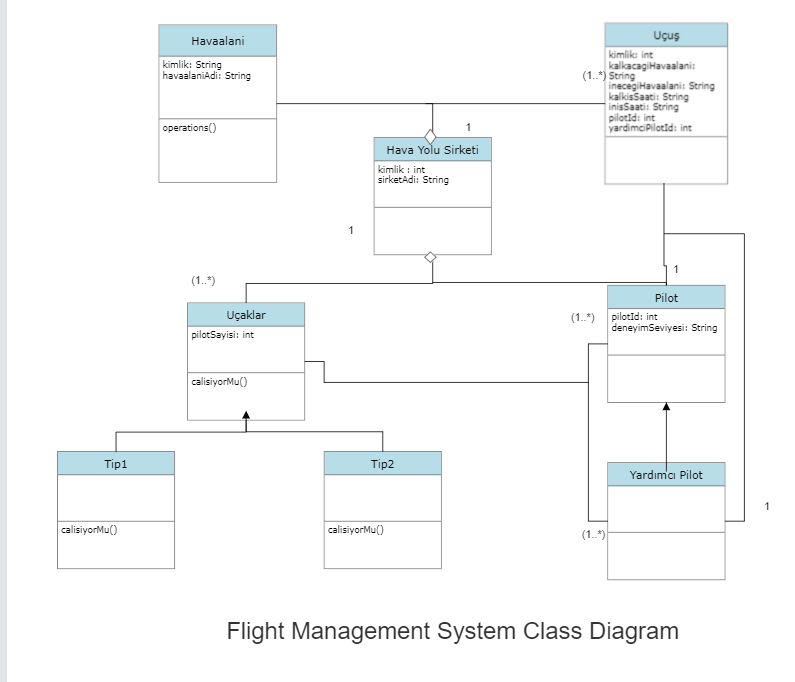 Havaalani
kimlik: String
havaalaniAdi: String
operations()
Uçuş
kimlik: int
kalkacagiHavaalani:
String
inecegiHavaalani: String
kalkisSaati: String
inisSaati: String
pilotId: int
yardimciPilotId: int
(1..*)
1
Hava Yolu Sirketi
kimlik : int
sirketAdi: String
1
(1..*)
1
Uçaklar
pilotSayisi: int
calisiyorMu()
(1..*)
Pilot
pilotId: int
deneyimSeviyesi: String
Tip1
calisiyorMu()
Tip2
calisiyorMu()
Yardımcı Pilot
1
(1..*)
Flight Management System Class Diagram